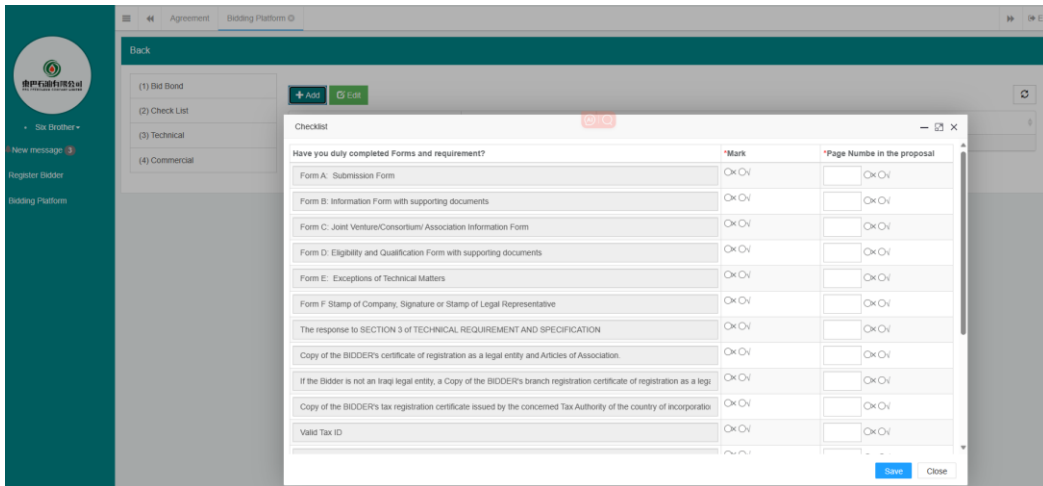 Agreement
Bidding Platform
Back
(1) Bid Bond
(2) Check List
(3) Technical
(4) Commercial
Six Brother
New message 3
Register Bidder
Bidding Platform
Add
Edit
Checklist
Have you duly completed Forms and requirement?
*Mark
*Page Numbe in the proposal
Form A: Submission Form
Form B: Information Form with supporting documents
Form C: Joint Venture/Consortium/ Association Information Form
Form D: Eligibility and Qualification Form with supporting documents
Form E: Exceptions of Technical Matters
Form F Stamp of Company, Signature or Stamp of Legal Representative
The response to SECTION 3 of TECHNICAL REQUIREMENT AND SPECIFICATION
Copy of the BIDDER's certificate of registration as a legal entity and Articles of Association.
If the Bidder is not an Iraqi legal entity, a Copy of the BIDDER's branch registration certificate of registration as a lega
Copy of the BIDDER's tax registration certificate issued by the concerned Tax Authority of the country of incorporatio
Valid Tax ID
Save
Close